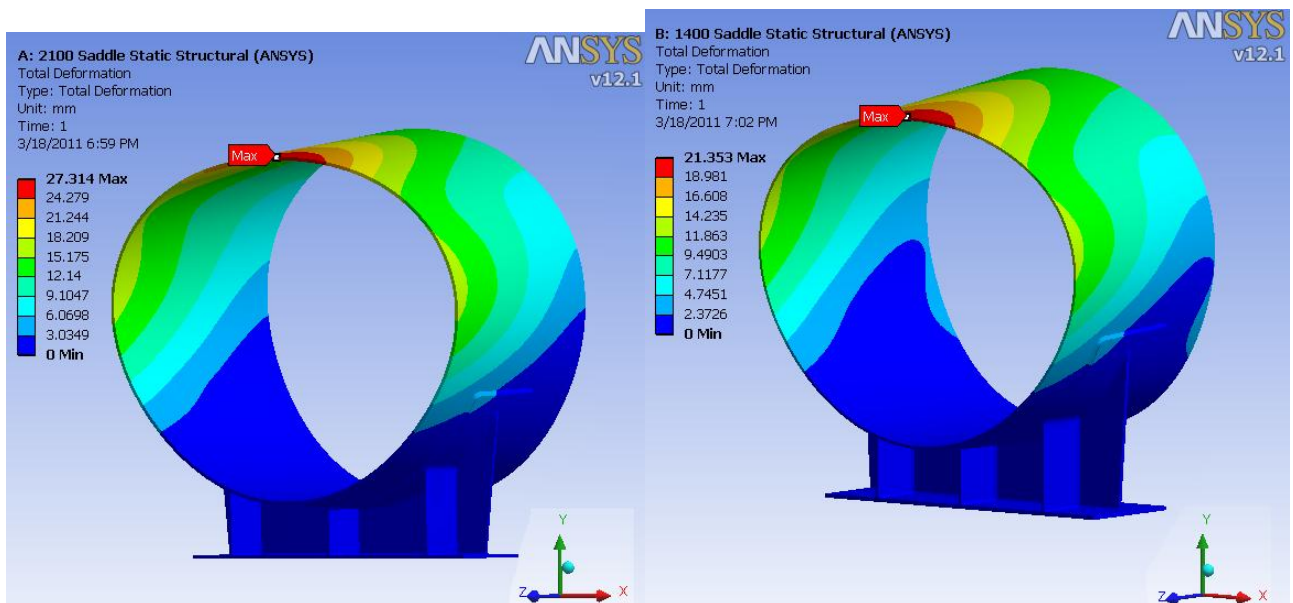 A: 2100 Saddle Static Structural (ANSYS)
Total Deformation
Type: Total Deformation
Unit: mm
Time: 1
3/18/2011 6:59 PM
ANSYS
v12.1
Max
27.314 Max
24.279
21.244
18.209
15.175
12.14
9.1047
6.0698
3.0349
0 Min
Y
Z
X
B: 1400 Saddle Static Structural (ANSYS)
Total Deformation
Type: Total Deformation
Unit: mm
Time: 1
3/18/2011 7:02 PM
ANSYS
v12.1
Max
21.353 Max
18.981
16.608
14.235
11.863
9.4903
7.1177
4.7451
2.3726
0 Min
Y
Z
X